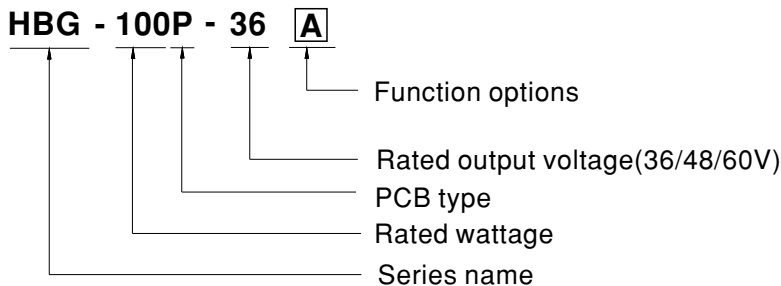 HBG - 100P - 36 A
Function options
Rated output voltage(36/48/60V)
PCB type
Rated wattage
Series name